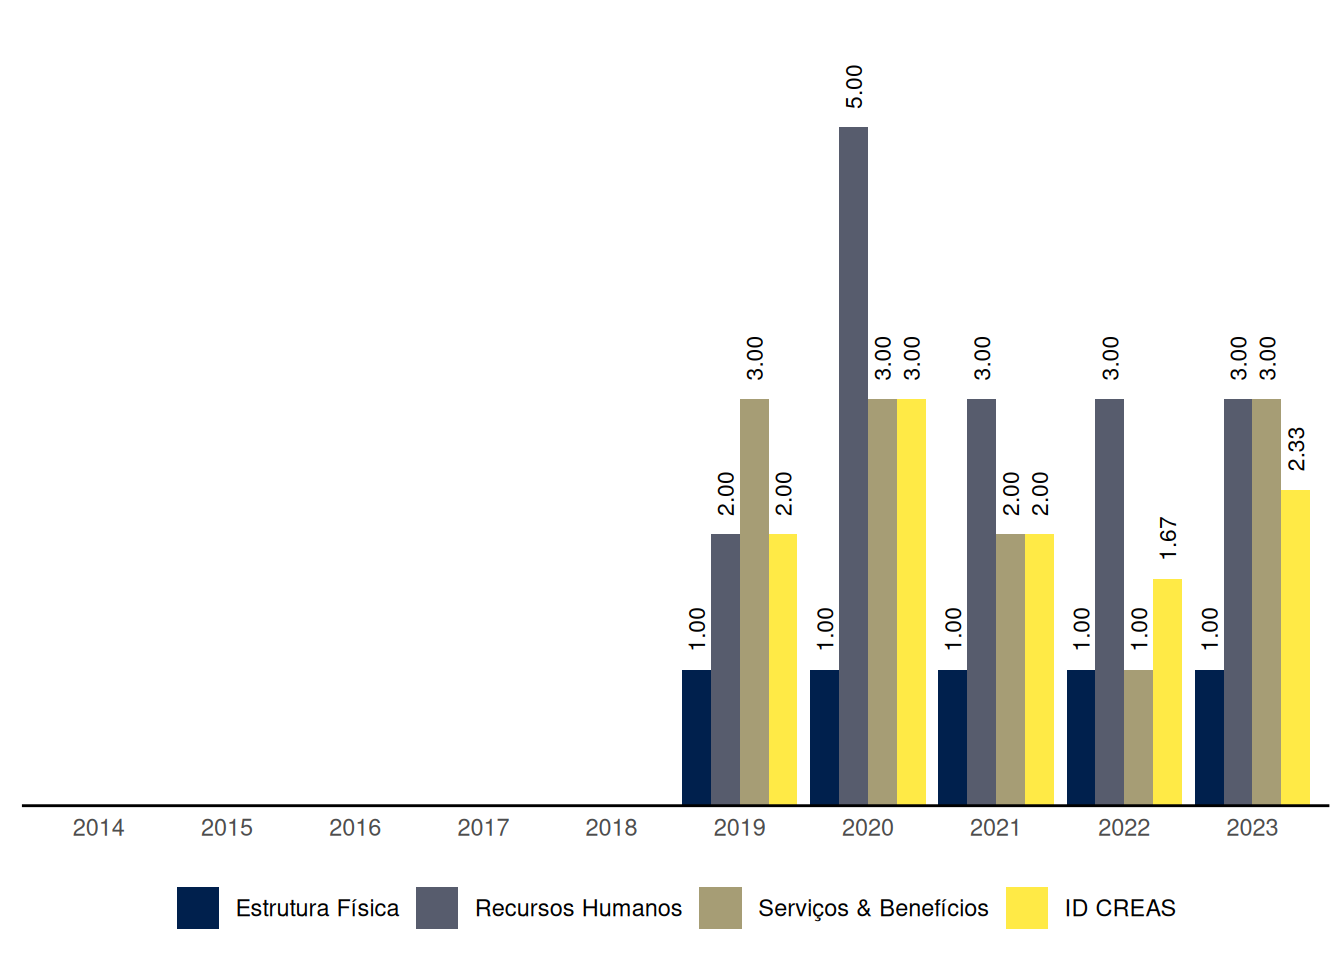 5.00
3.00 3.00 3.00 3.00 3.00 3.00 3.00
2.33
2.00 2.00 2.00 2.00
1.67
1.00 1.00 1.00 1.00 1.00 1.00
2014 2015 2016 2017 2018 2019 2020 2021 2022 2023
Estrutura Física Recursos Humanos Serviços & Benefícios ID CREAS